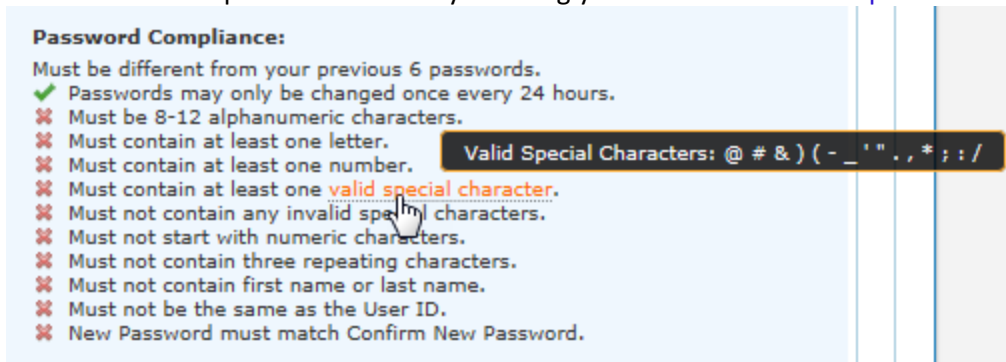 Password Compliance:
Must be different from your previous 6 passwords.
Passwords may only be changed once every 24 hours.
Must be 8-12 alphanumeric characters.
Must contain at least one letter.
Valid Special Characters: @ # & ) ( - _ ' " . , * ; : /
Must contain at least one number.
Must contain at least one valid special character.
Must not contain any invalid special characters.
Must not start with numeric characters.
Must not contain three repeating characters.
Must not contain first name or last name.
Must not be the same as the User ID.
New Password must match Confirm New Password.